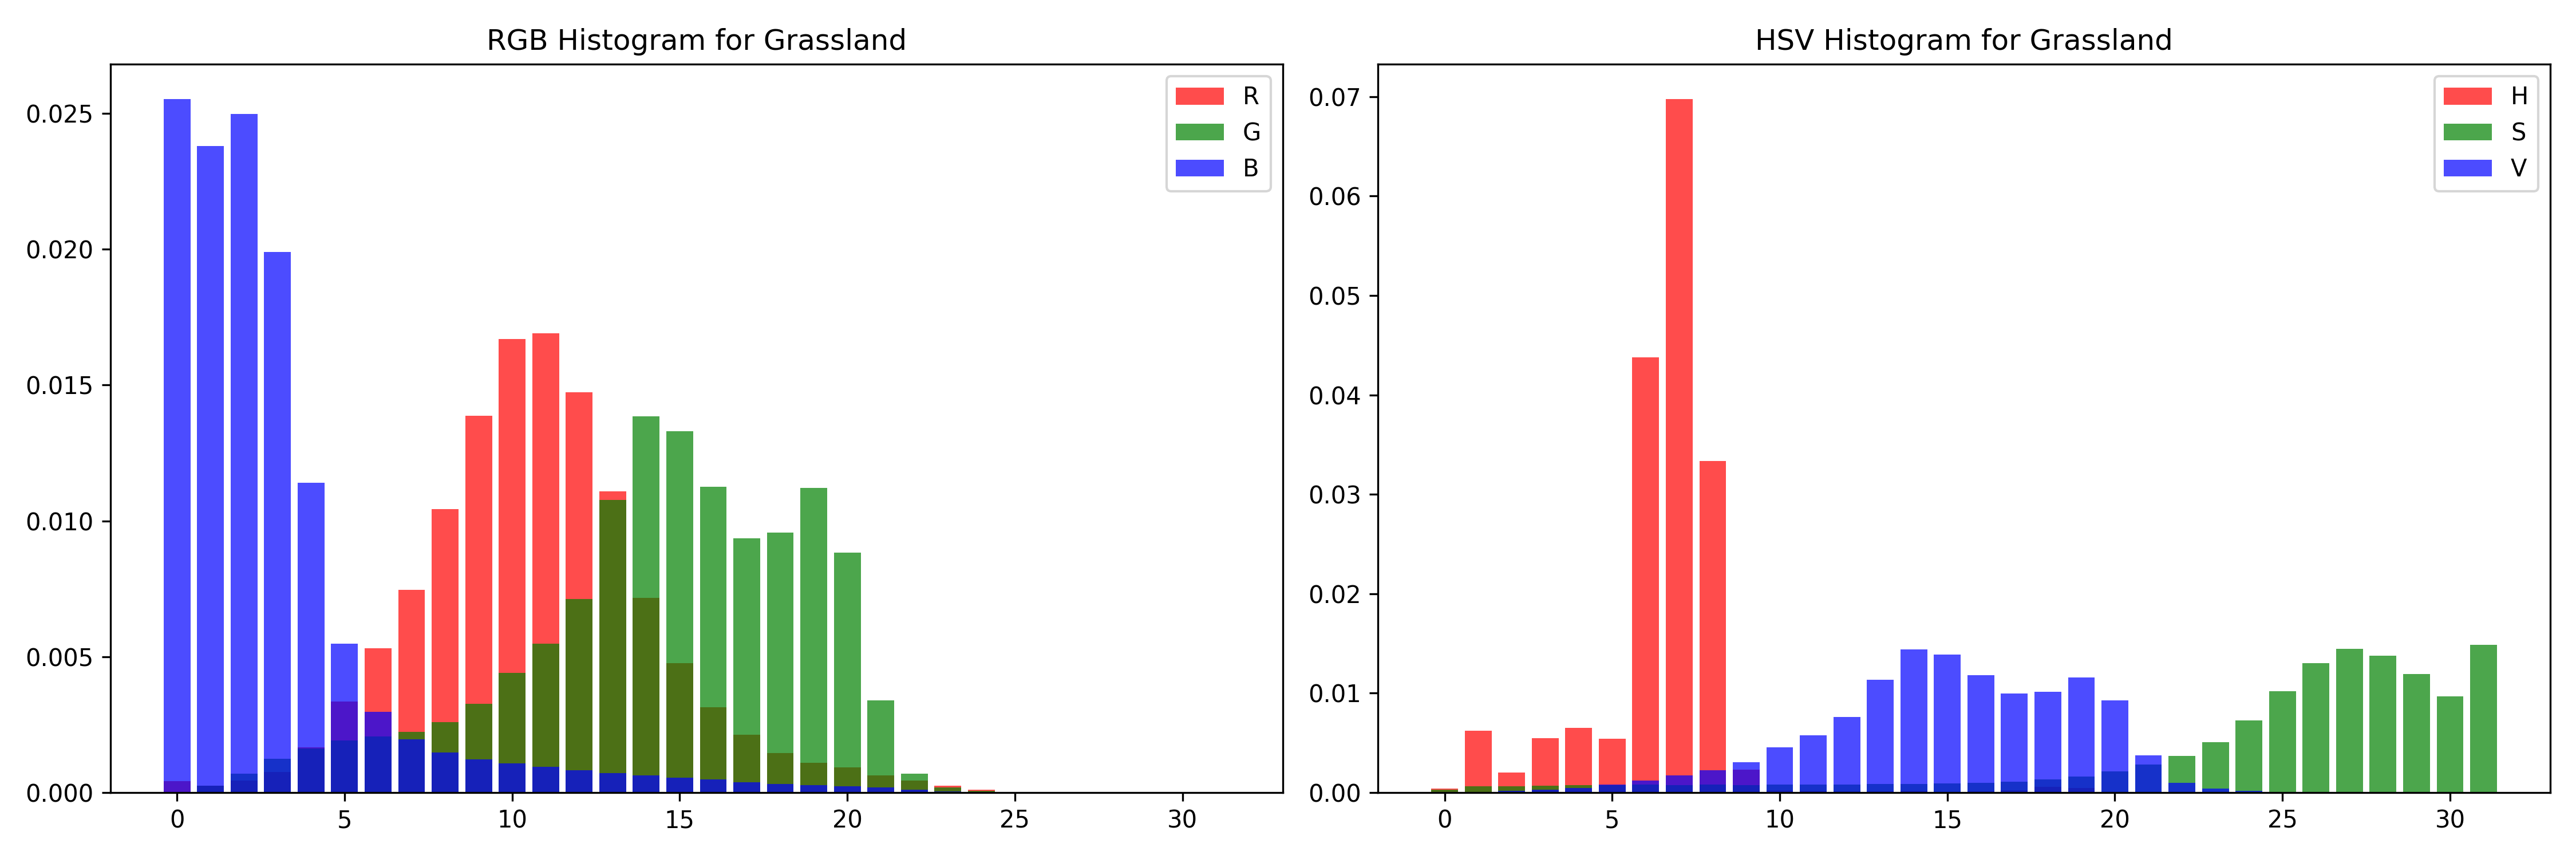 RGB Histogram for Grassland
0.025
0.020
0.015
0.010
0.005
0.000
0 5 10 15 20 25 30
R
G
B
HSV Histogram for Grassland
0.07
0.06
0.05
0.04
0.03
0.02
0.01
0.00
0 5 10 15 20 25 30
H
S
V